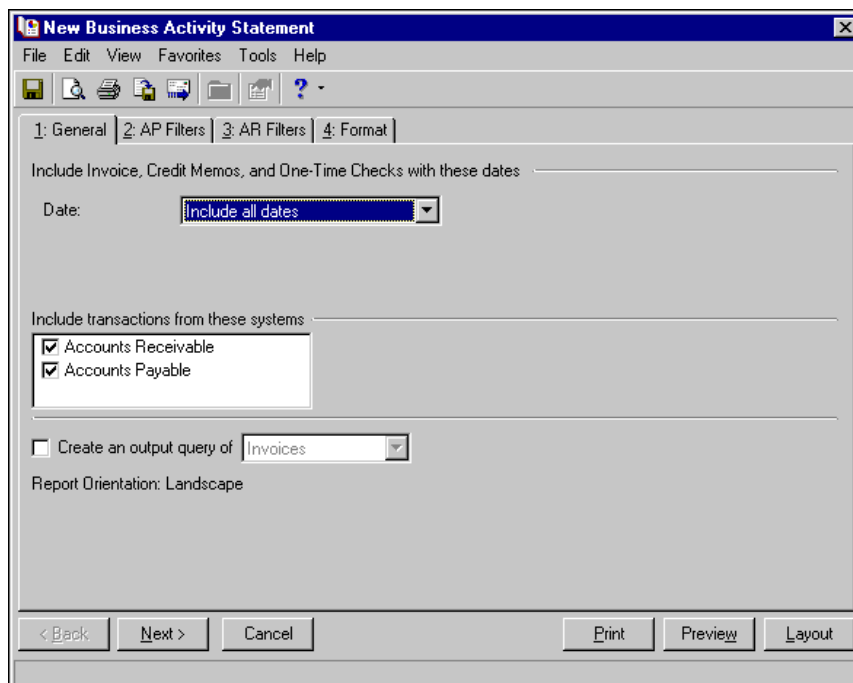 New Business Activity Statement
File Edit View Favorites Tools Help
1: General 2: AP Filters 3: AR Filters 4: Format
Include Invoice, Credit Memos, and One-Time Checks with these dates
Date: Include all dates
Include transactions from these systems
Accounts Receivable
Accounts Payable
Create an output query of Invoices
Report Orientation: Landscape
< Back Next > Cancel Print Preview Layout